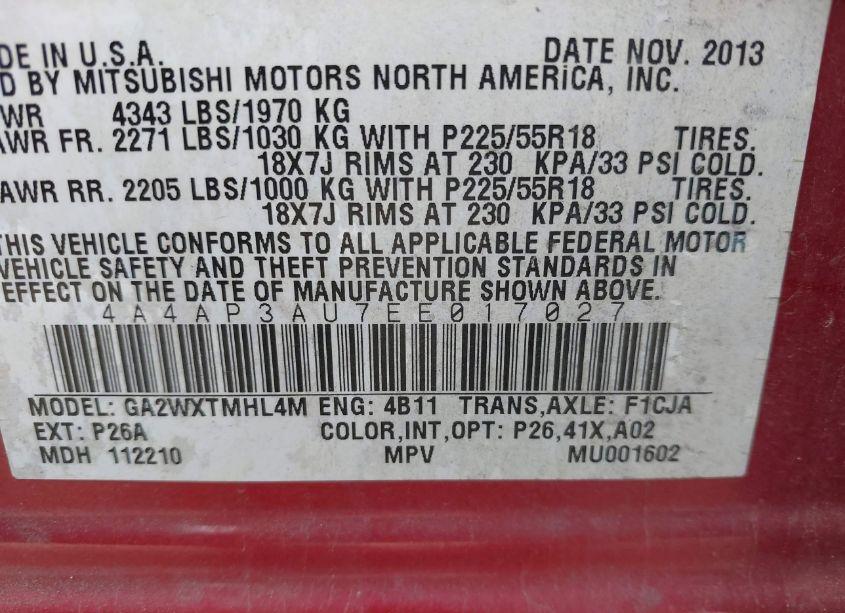 DE IN U.S.A. DATE NOV. 2013
D BY MITSUBISHI MOTORS NORTH AMERICA, INC.
WR 4343 LBS/1970 KG
AWR FR. 2271 LBS/1030 KG WITH P225/55R18 TIRES.
18X7J RIMS AT 230 KPA/33 PSI COLD.
AWR RR. 2205 LBS/1000 KG WITH P225/55R18 TIRES.
18X7J RIMS AT 230 KPA/33 PSI COLD.
THIS VEHICLE CONFORMS TO ALL APPLICABLE FEDERAL MOTOR
VEHICLE SAFETY AND THEFT PREVENTION STANDARDS IN
EFFECT ON THE DATE OF MANUFACTURE SHOWN ABOVE.
4A4AP3AU7EE017027
MODEL: GA2WXTMHL4M ENG: 4B11 TRANS,AXLE: F1CJA
EXT: P26A COLOR,INT,OPT: P26,41X,A02
MDH 112210 MPV MU001602